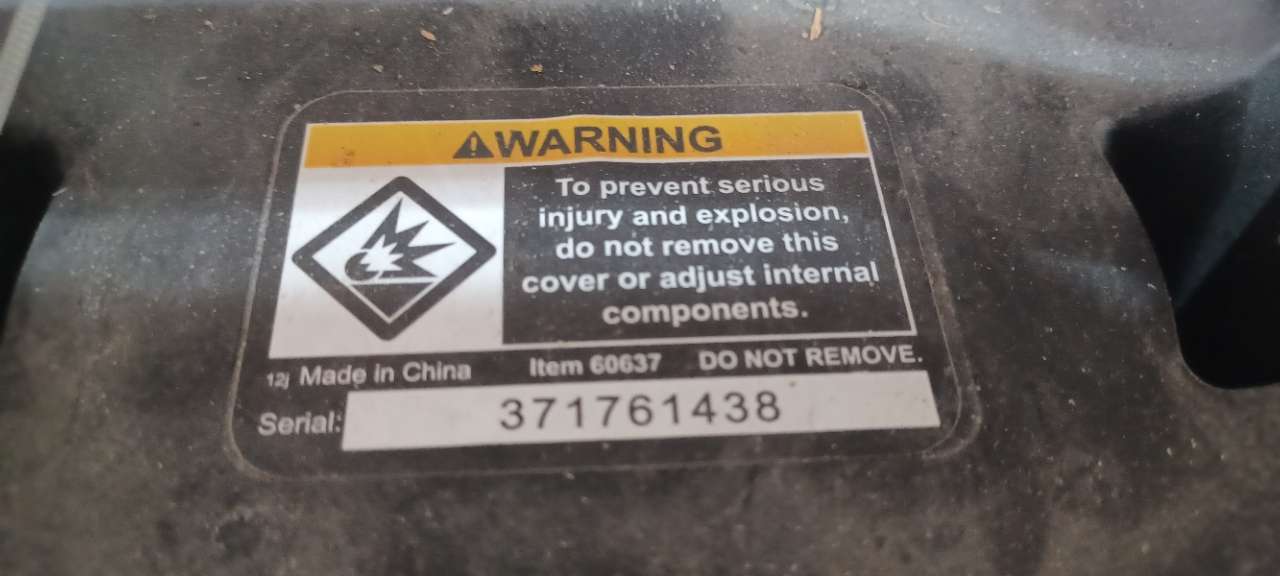 WARNING
To prevent serious
injury and explosion,
do not remove this
cover or adjust internal
components.
12j Made in China Item 60637 DO NOT REMOVE.
Serial: 371761438